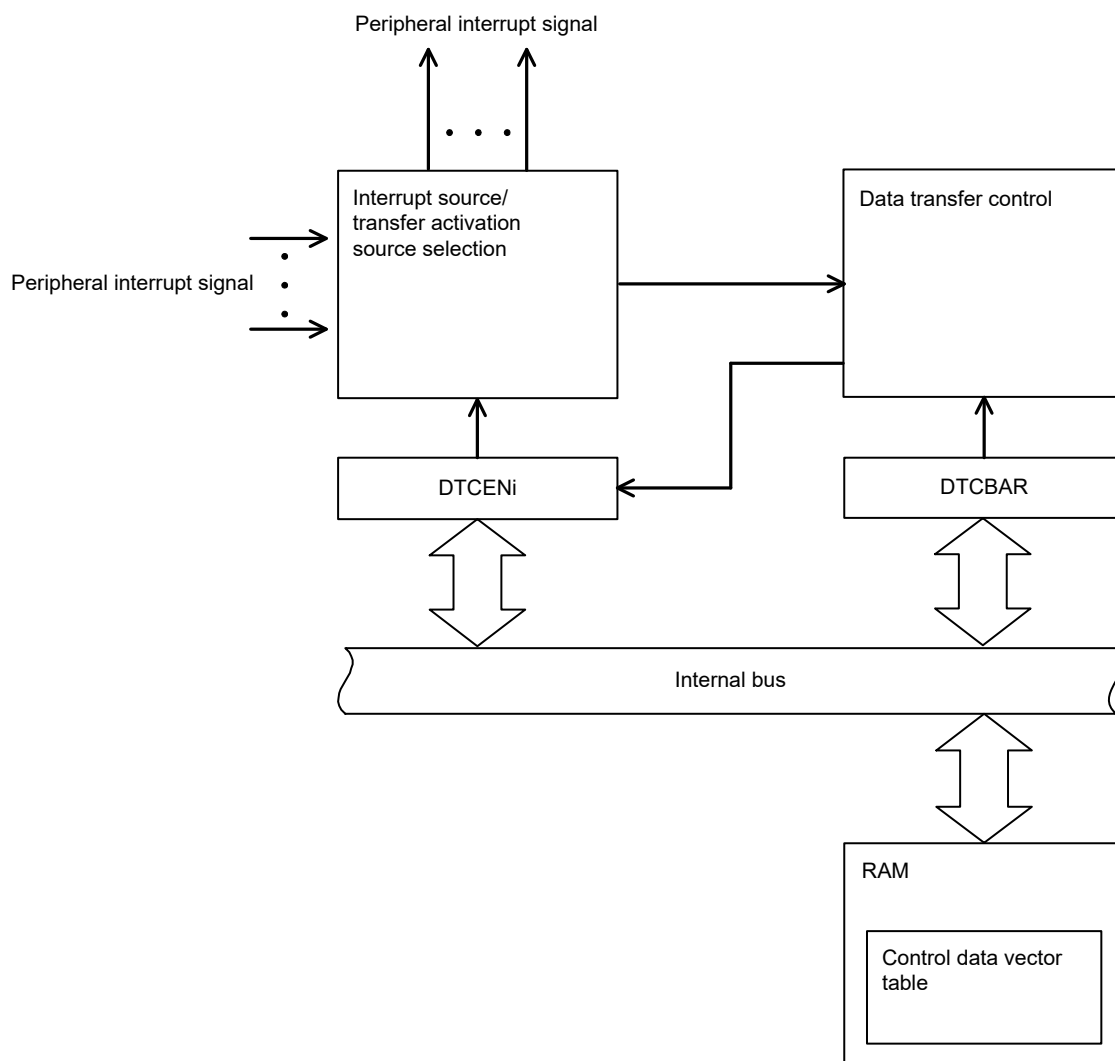 Peripheral interrupt signal
Interrupt source/
transfer activation
source selection
Data transfer control
Peripheral interrupt signal
DTCENi
DTCBAR
Internal bus
RAM
Control data vector
table